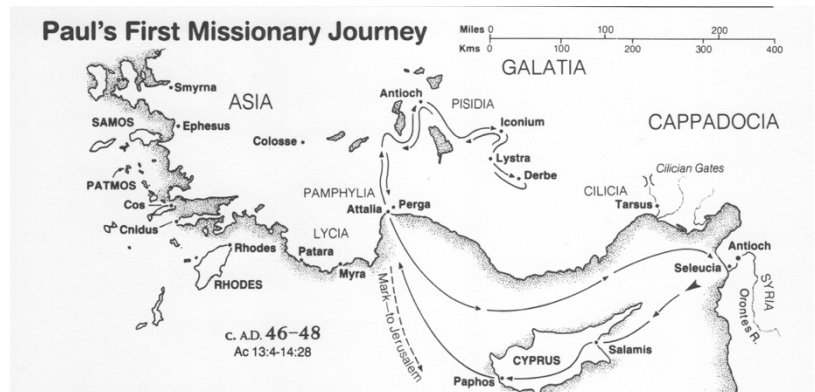 Paul's First Missionary Journey
Miles 0 100 200
Kms 0 100 200 300 400
GALATIA
Smyrna
ASIA
Antioch
PISIDIA
SAMOS
Ephesus
Iconium
CAPPADOCIA
Colosse
Lystra
Derbe
Cilician Gates
PATMOS
PAMPHYLIA
CILICIA
Cos
Attalia
Perga
Tarsus
Cnidus
LYCIA
Rhodes
Patara
Antioch
RHODES
Myra
Seleucia
SYRIA
Orontes R.
Mark—to Jerusalem
c. A.D. 46–48
Ac 13:4-14:28
CYPRUS
Salamis
Paphos